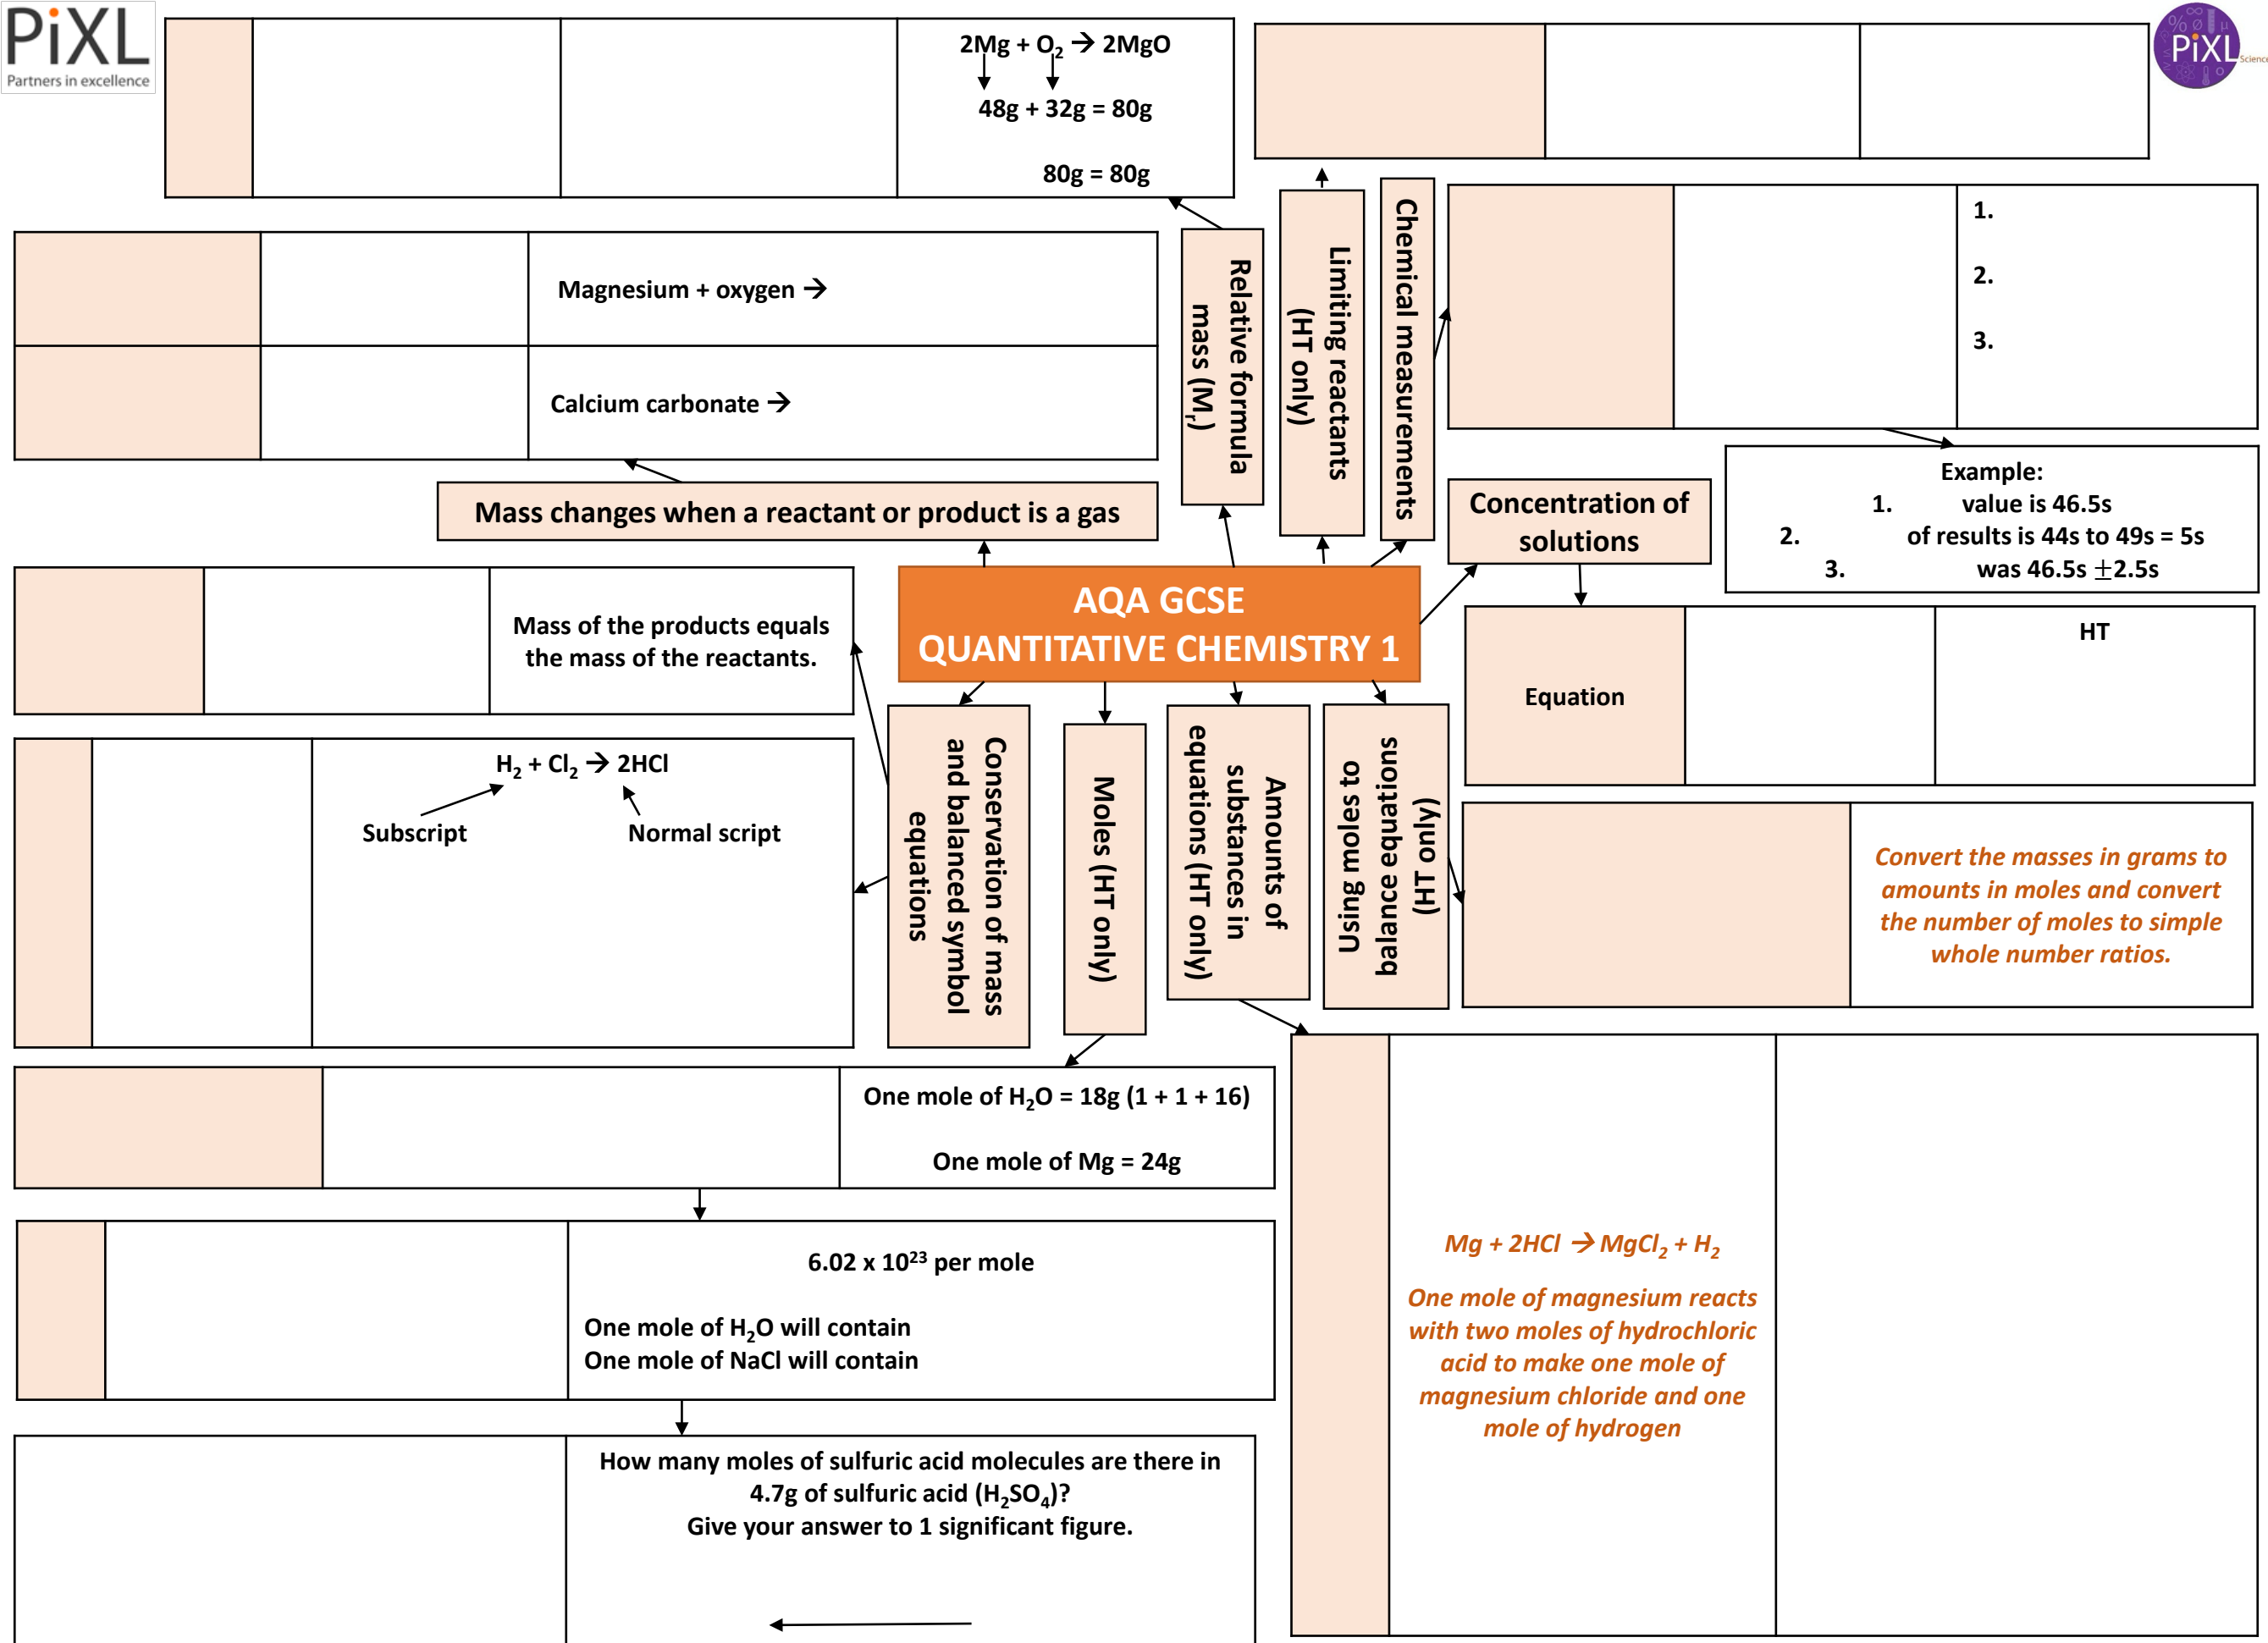 PiXL
Partners in excellence
2Mg + O₂ → 2MgO
48g + 32g = 80g
80g = 80g
PiXL
Science
Magnesium + oxygen →
Calcium carbonate →
Relative formula
mass (Mᵣ)
Limiting reactants
(HT only)
Chemical measurements
1.
2.
3.
Example:
1. value is 46.5s
2. of results is 44s to 49s = 5s
3. was 46.5s ±2.5s
Mass changes when a reactant or product is a gas
Concentration of
solutions
AQA GCSE
QUANTITATIVE CHEMISTRY 1
Mass of the products equals
the mass of the reactants.
Equation
HT
H₂ + Cl₂ → 2HCl
Subscript
Normal script
Conservation of mass
and balanced symbol
equations
Moles (HT only)
Amounts of
substances in
equations (HT only)
Using moles to
balance equations
(HT only)
Convert the masses in grams to
amounts in moles and convert
the number of moles to simple
whole number ratios.
One mole of H₂O = 18g (1 + 1 + 16)
One mole of Mg = 24g
6.02 x 10²³ per mole
One mole of H₂O will contain
One mole of NaCl will contain
Mg + 2HCl → MgCl₂ + H₂
One mole of magnesium reacts
with two moles of hydrochloric
acid to make one mole of
magnesium chloride and one
mole of hydrogen
How many moles of sulfuric acid molecules are there in
4.7g of sulfuric acid (H₂SO₄)?
Give your answer to 1 significant figure.